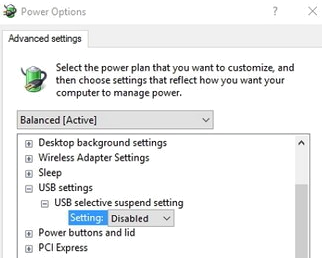 Power Options
Advanced settings
Select the power plan that you want to customize, and
then choose settings that reflect how you want your
computer to manage power.
Balanced [Active]
Desktop background settings
Wireless Adapter Settings
Sleep
USB settings
USB selective suspend setting
Setting: Disabled
Power buttons and lid
PCI Express